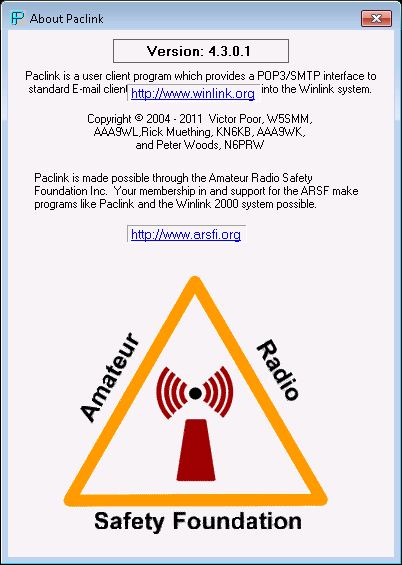 About Paclink
Version: 4.3.0.1
Paclink is a user client program which provides a POP3/SMTP interface to
standard E-mail client http://www.winlink.org into the Winlink system.
Copyright © 2004 - 2011 Victor Poor, W5SMM,
AAA9WL,Rick Muething, KN6KB, AAA9WK,
and Peter Woods, N6PRW
Paclink is made possible through the Amateur Radio Safety
Foundation Inc. Your membership in and support for the ARSF make
programs like Paclink and the Winlink 2000 system possible.
http://www.arsfi.org
Amateur
Radio
Safety Foundation